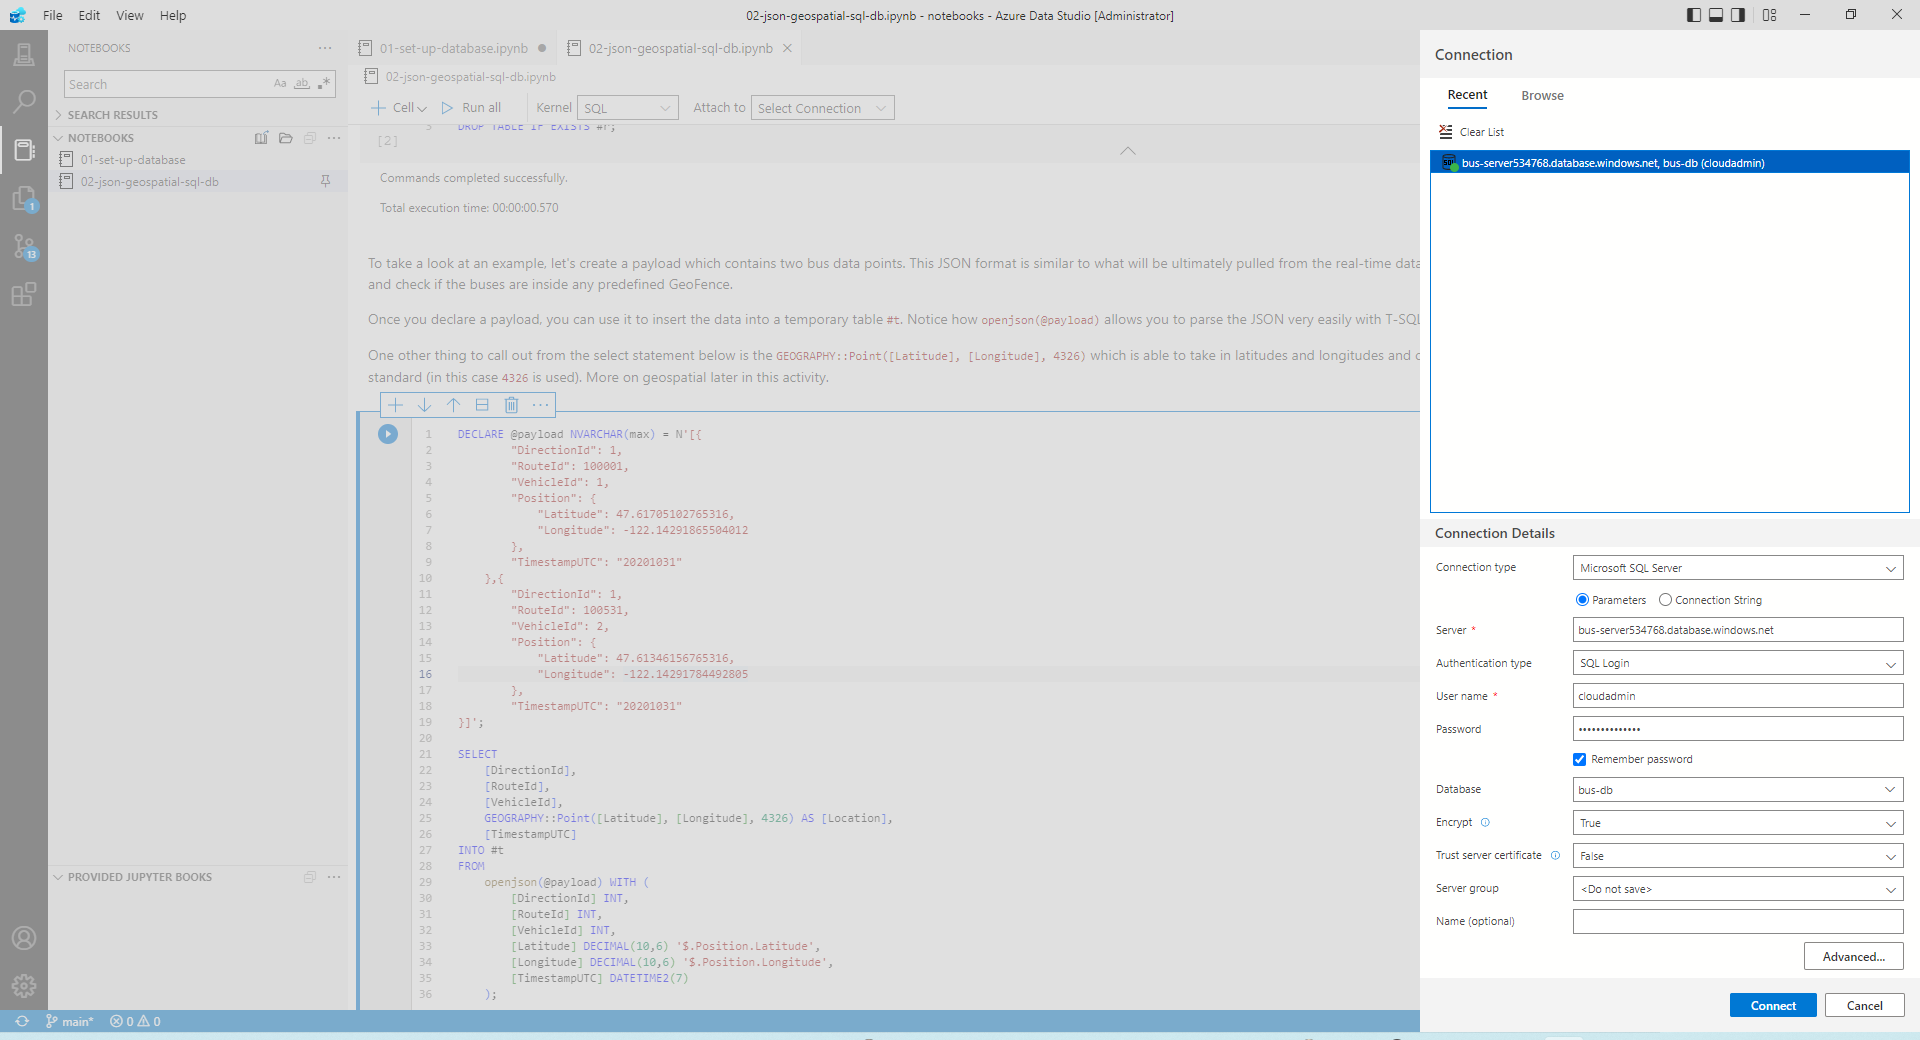 File Edit View Help
02-json-geospatial-sql-db.ipynb - notebooks - Azure Data Studio [Administrator]
NOTEBOOKS
Search
Aa ab .*
SEARCH RESULTS
NOTEBOOKS
01-set-up-database
02-json-geospatial-sql-db
1
13
PROVIDED JUPYTER BOOKS
01-set-up-database.ipynb
02-json-geospatial-sql-db.ipynb
02-json-geospatial-sql-db.ipynb
Cell Run all Kernel SQL Attach to Select Connection
3 DROP TABLE IF EXISTS #r;
[2]
Commands completed successfully.
Total execution time: 00:00:00.570
To take a look at an example, let's create a payload which contains two bus data points. This JSON format is similar to what will be ultimately pulled from the real-time data
and check if the buses are inside any predefined GeoFence.
Once you declare a payload, you can use it to insert the data into a temporary table #t. Notice how openjson(@payload) allows you to parse the JSON very easily with T-SQL
One other thing to call out from the select statement below is the GEOGRAPHY::Point([Latitude], [Longitude], 4326) which is able to take in latitudes and longitudes and
standard (in this case 4326 is used). More on geospatial later in this activity.
1 DECLARE @payload NVARCHAR(max) = N'[{
2 "DirectionId": 1,
3 "RouteId": 100001,
4 "VehicleId": 1,
5 "Position": {
6 "Latitude": 47.61705102765316,
7 "Longitude": -122.14291865504012
8 },
9 "TimestampUTC": "20201031"
10 },{
11 "DirectionId": 1,
12 "RouteId": 100531,
13 "VehicleId": 2,
14 "Position": {
15 "Latitude": 47.61346156765316,
16 "Longitude": -122.14291784492805
17 },
18 "TimestampUTC": "20201031"
19 }]';
20
21 SELECT
22 [DirectionId],
23 [RouteId],
24 [VehicleId],
25 GEOGRAPHY::Point([Latitude], [Longitude], 4326) AS [Location],
26 [TimestampUTC]
27 INTO #t
28 FROM
29 openjson(@payload) WITH (
30 [DirectionId] INT,
31 [RouteId] INT,
32 [VehicleId] INT,
33 [Latitude] DECIMAL(10,6) '$.Position.Latitude',
34 [Longitude] DECIMAL(10,6) '$.Position.Longitude',
35 [TimestampUTC] DATETIME2(7)
36 );
main* 0 0
Connection
Recent Browse
Clear List
bus-server534768.database.windows.net, bus-db (cloudadmin)
Connection Details
Connection type Microsoft SQL Server
Parameters Connection String
Server * bus-server534768.database.windows.net
Authentication type SQL Login
User name * cloudadmin
Password ••••••••••••••
Remember password
Database bus-db
Encrypt True
Trust server certificate False
Server group <Do not save>
Name (optional)
Advanced...
Connect Cancel